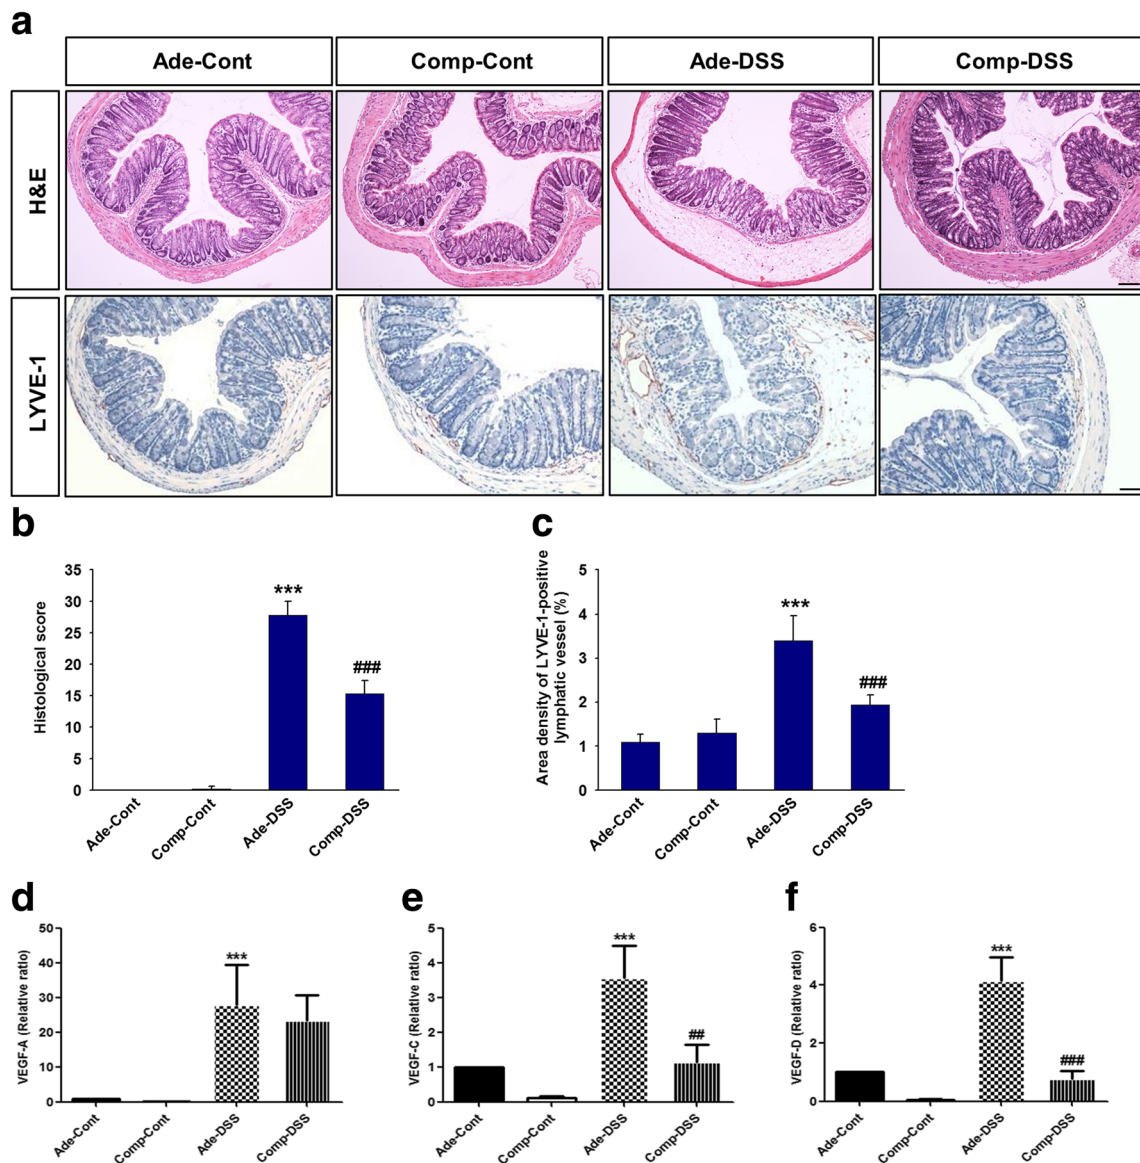 a
Ade-Cont
Comp-Cont
Ade-DSS
Comp-DSS
H&E
LYVE-1
b
Histological score
35
30
25
20
15
10
5
0
***
###
Ade-Cont
Comp-Cont
Ade-DSS
Comp-DSS
c
Area density of LYVE-1-positive
lymphatic vessel (%)
5
4
3
2
1
0
***
###
Ade-Cont
Comp-Cont
Ade-DSS
Comp-DSS
d
VEGF-A (Relative ratio)
50
40
30
20
10
0
***
Ade-Cont
Comp-Cont
Ade-DSS
Comp-DSS
e
VEGF-C (Relative ratio)
5
4
3
2
1
0
***
##
Ade-Cont
Comp-Cont
Ade-DSS
Comp-DSS
f
VEGF-D (Relative ratio)
6
4
2
0
***
###
Ade-Cont
Comp-Cont
Ade-DSS
Comp-DSS